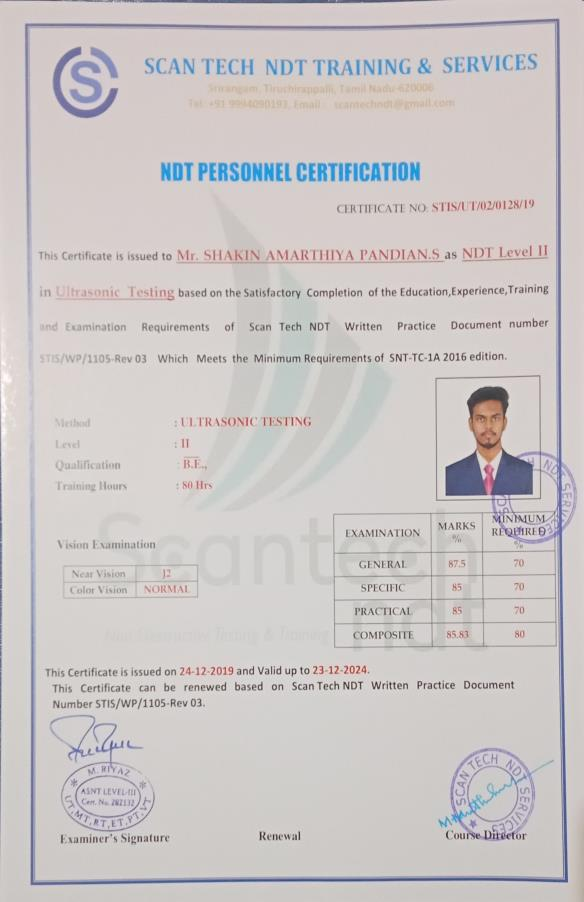 SCAN TECH NDT TRAINING & SERVICES
Srirangam, Tiruchirappalli, Tamil Nadu-620006
Tel: +91 9994090193, Email : scantechndt@gmail.com
NDT PERSONNEL CERTIFICATION
CERTIFICATE NO: STIS/UT/02/0128/19
This Certificate is issued to Mr. SHAKIN AMARTHIYA PANDIAN.S as NDT Level II
in Ultrasonic Testing based on the Satisfactory Completion of the Education,Experience,Training
and Examination Requirements of Scan Tech NDT Written Practice Document number
STIS/WP/1105-Rev 03 Which Meets the Minimum Requirements of SNT-TC-1A 2016 edition.
Method : ULTRASONIC TESTING
Level : II
Qualification : B.E.,
Training Hours : 80 Hrs
Vision Examination
Near Vision J2
Color Vision NORMAL
EXAMINATION MARKS % MINIMUM REQUIRED %
GENERAL 87.5 70
SPECIFIC 85 70
PRACTICAL 85 70
COMPOSITE 85.83 80
Scantech
ndt
Non Destructive Testing & Training
This Certificate is issued on 24-12-2019 and Valid up to 23-12-2024.
This Certificate can be renewed based on Scan Tech NDT Written Practice Document
Number STIS/WP/1105-Rev 03.
M. RIYAZ
ASNT LEVEL-III
Cert. No. 282132
UT,MT,RT,ET,PT,VT
SCAN TECH NDT SERVICES
Examiner's Signature Renewal Course Director